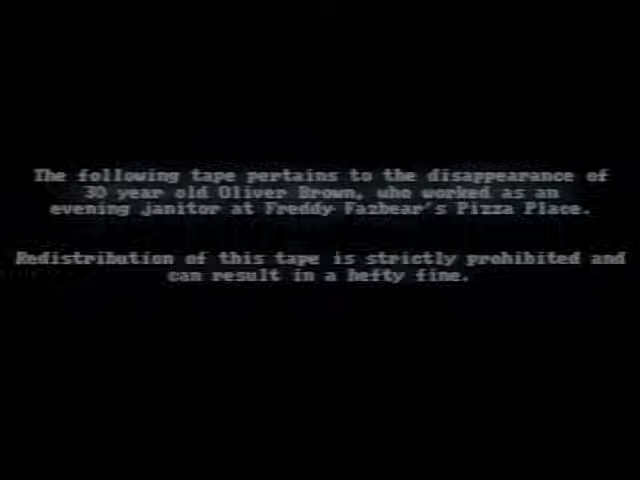 The following tape pertains to the disappearance of
30 year old Oliver Brown, who worked as an
evening janitor at Freddy Fazbear's Pizza Place.
Redistribution of this tape is strictly prohibited and
can result in a hefty fine.